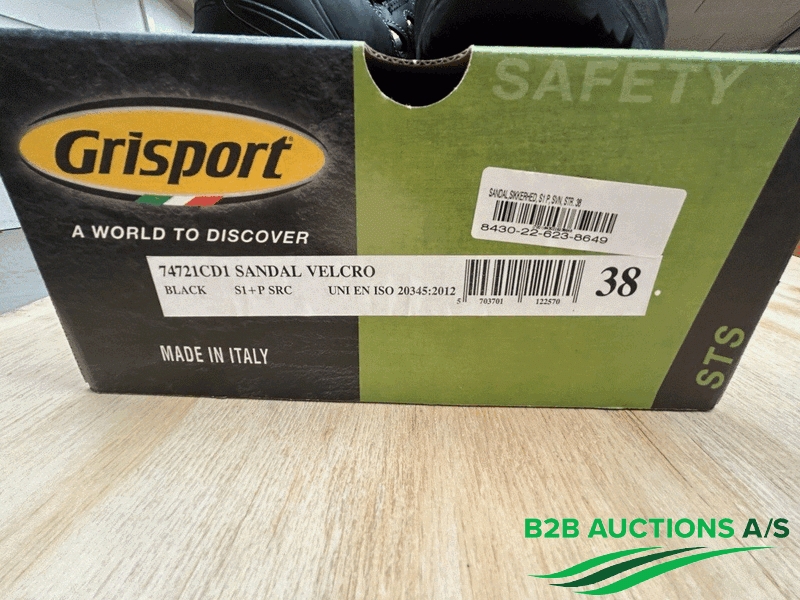 SAFETY
Grisport
A WORLD TO DISCOVER
SANDAL, SIKKERHED, S1 P, SVN, STR. 38
8430-22-623-8649
74721CD1 SANDAL VELCRO
BLACK S1+P SRC UNI EN ISO 20345:2012
5 703701 122570
38
MADE IN ITALY
STS
B2B AUCTIONS A/S